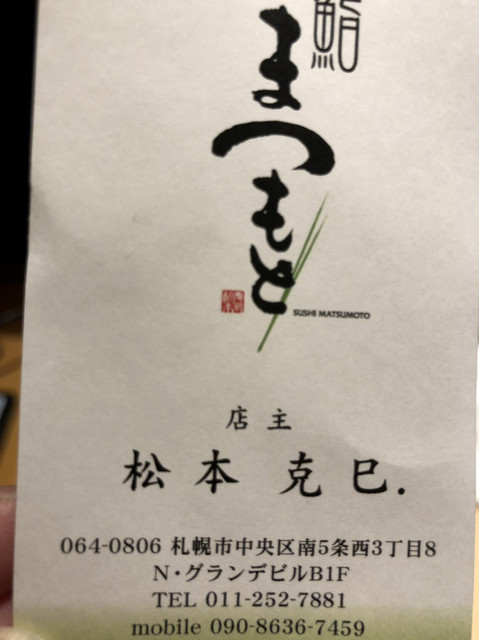 鮨
まつもと
SUSHI MATSUMOTO
店主
松本 克巳.
064-0806 札幌市中央区南5条西3丁目8
N・グランデビルB1F
TEL 011-252-7881
mobile 090-8636-7459